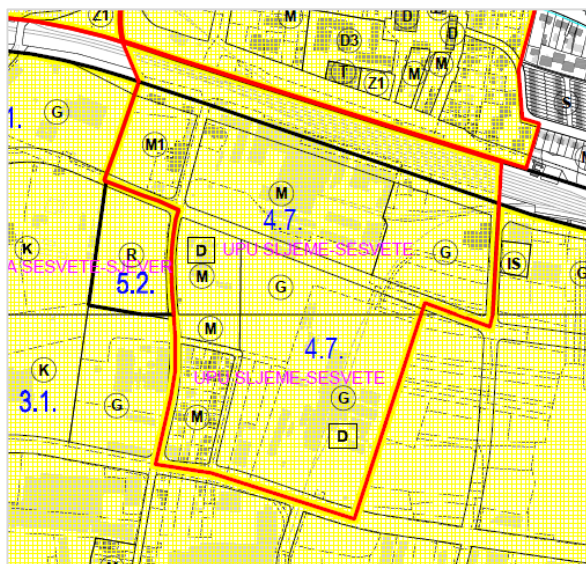 Z1
M
D
D3
D
T
Z1
M
M
S
1.
G
M1
M
4.7.
K
R
D
UPU SLJEME-SESVETE
G
IS
G
A SESVETE-SJEVER
5.2.
M
G
M
4.7.
K
UPU SLJEME-SESVETE
3.1.
G
M
G
D